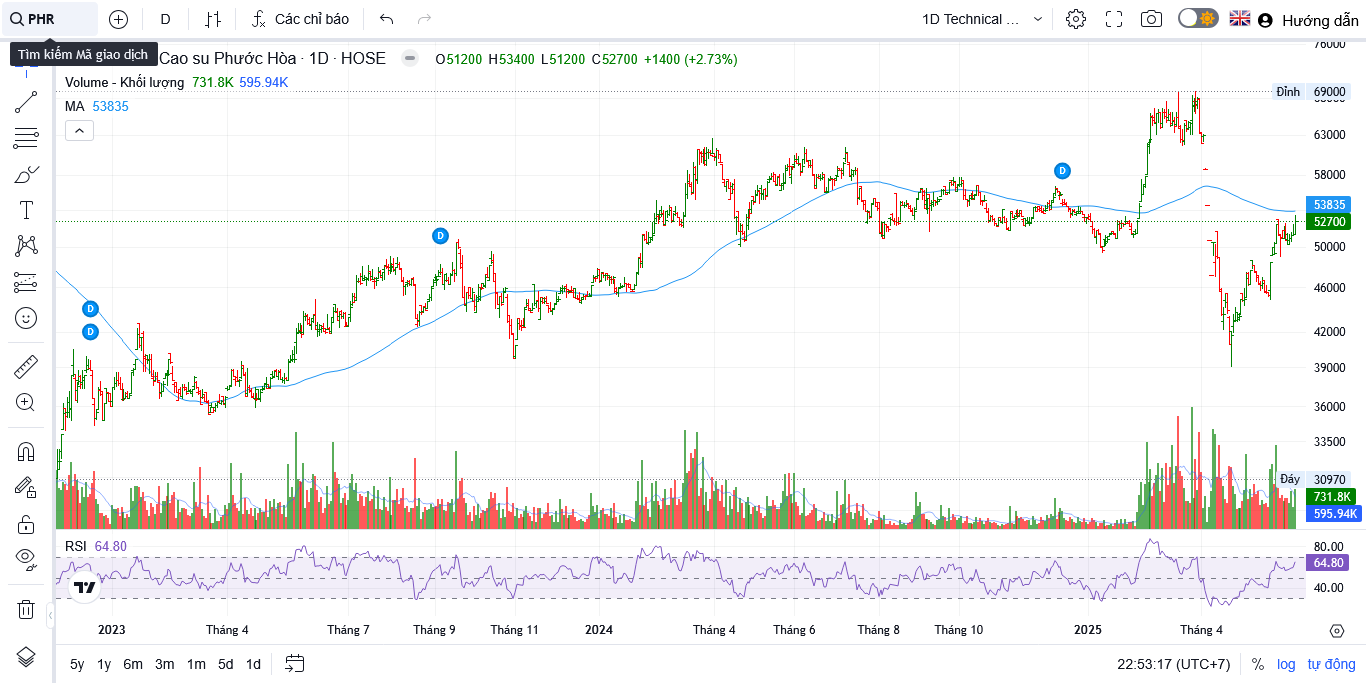 PHR
D
Các chỉ báo
1D Technical ...
Hướng dẫn
Tìm kiếm Mã giao dịch
Cao su Phước Hòa · 1D · HOSE
O51200 H53400 L51200 C52700 +1400 (+2.73%)
Volume - Khối lượng 731.8K 595.94K
MA 53835
76000
Đỉnh 69000
63000
58000
53835
52700
50000
46000
42000
39000
36000
33500
Đáy 30970
731.8K
595.94K
D
D
D
D
RSI 64.80
80.00
64.80
40.00
2023 Tháng 4 Tháng 7 Tháng 9 Tháng 11 2024 Tháng 4 Tháng 6 Tháng 8 Tháng 10 2025 Tháng 4
5y 1y 6m 3m 1m 5d 1d
22:53:17 (UTC+7) % log tự động